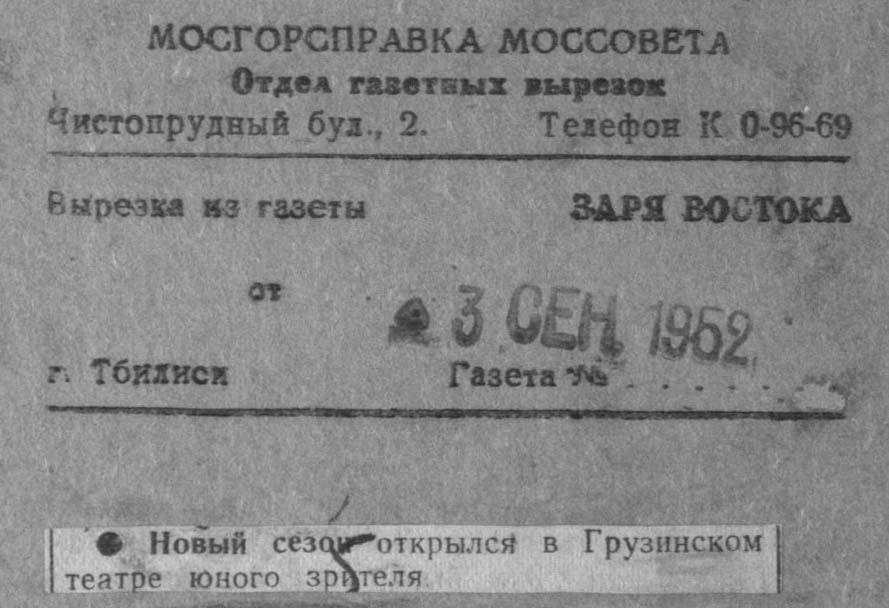 МОСГОРСПРАВКА МОССОВЕТА
Отдел газетных вырезок
Чистопрудный бул., 2. Телефон К 0-96-69
Вырезка из газеты ЗАРЯ ВОСТОКА
от 3 СЕН 1952
г. Тбилиси Газета № . . . . . .
● Новый сезон открылся в Грузинском
театре юного зрителя